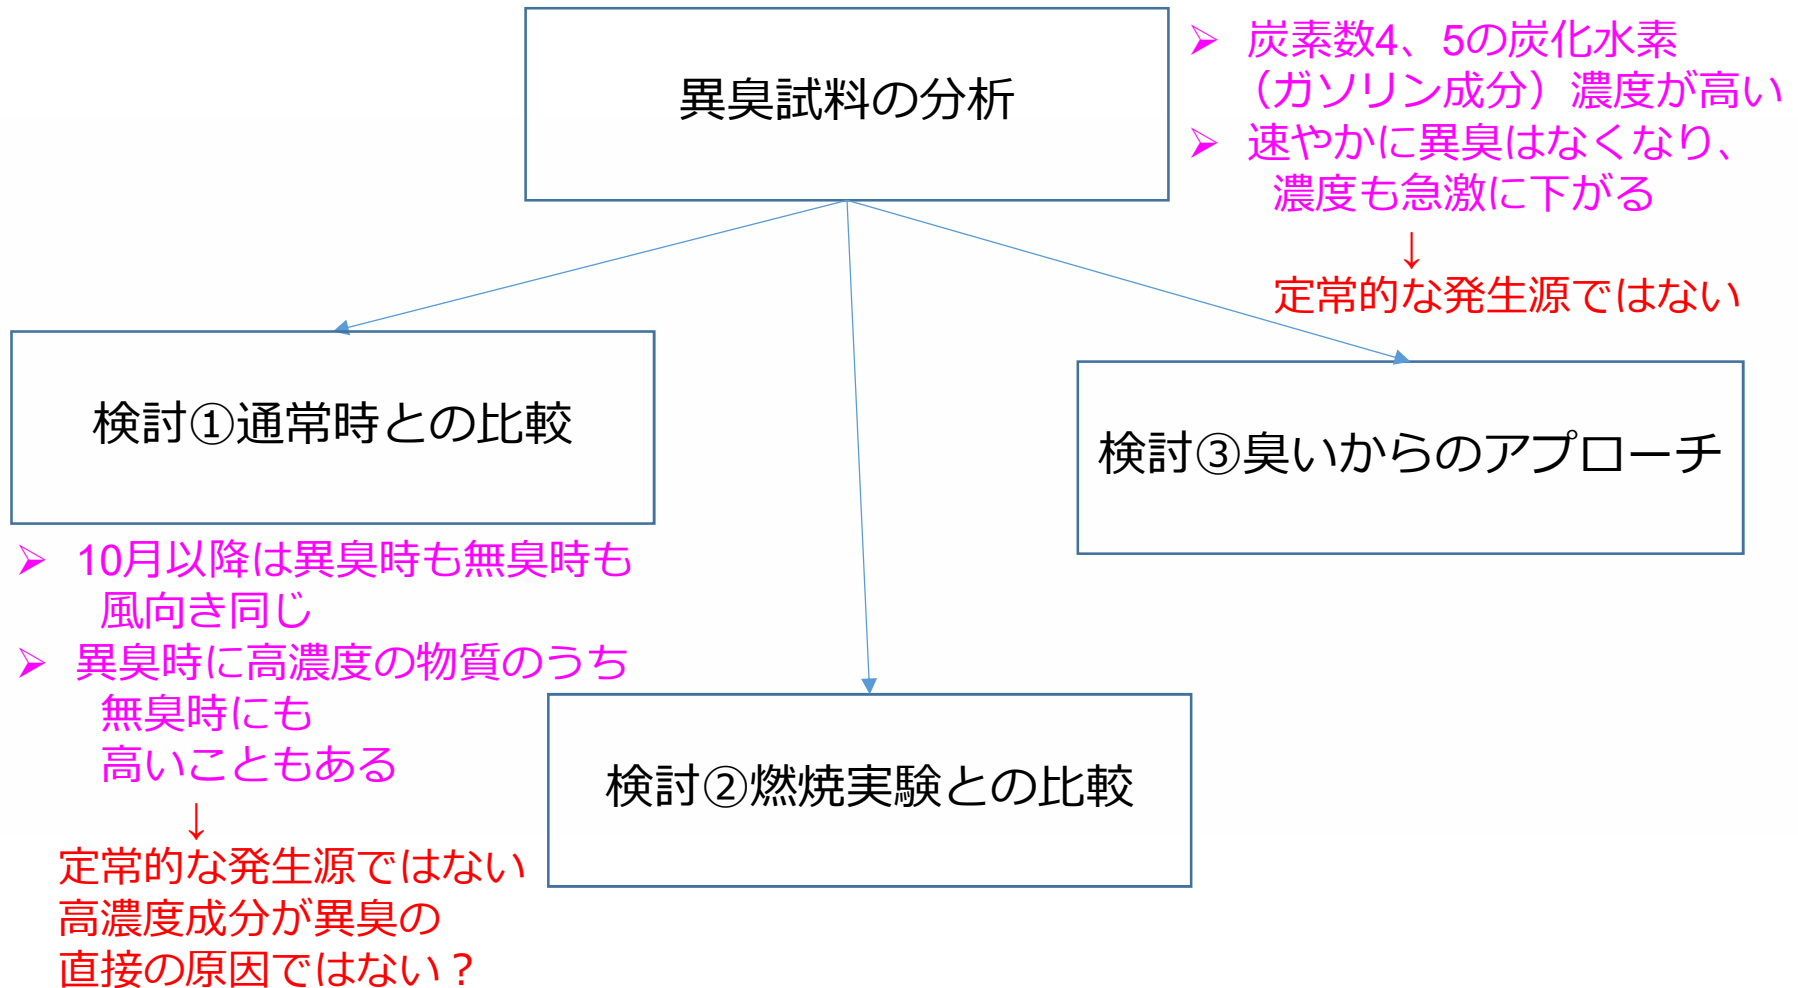 異臭試料の分析
➢ 炭素数4、5の炭化水素
（ガソリン成分）濃度が高い
➢ 速やかに異臭はなくなり、
濃度も急激に下がる
↓
定常的な発生源ではない
検討①通常時との比較
検討③臭いからのアプローチ
➢ 10月以降は異臭時も無臭時も
風向き同じ
➢ 異臭時に高濃度の物質のうち
無臭時にも
高いこともある
↓
定常的な発生源ではない
高濃度成分が異臭の
直接の原因ではない？
検討②燃焼実験との比較